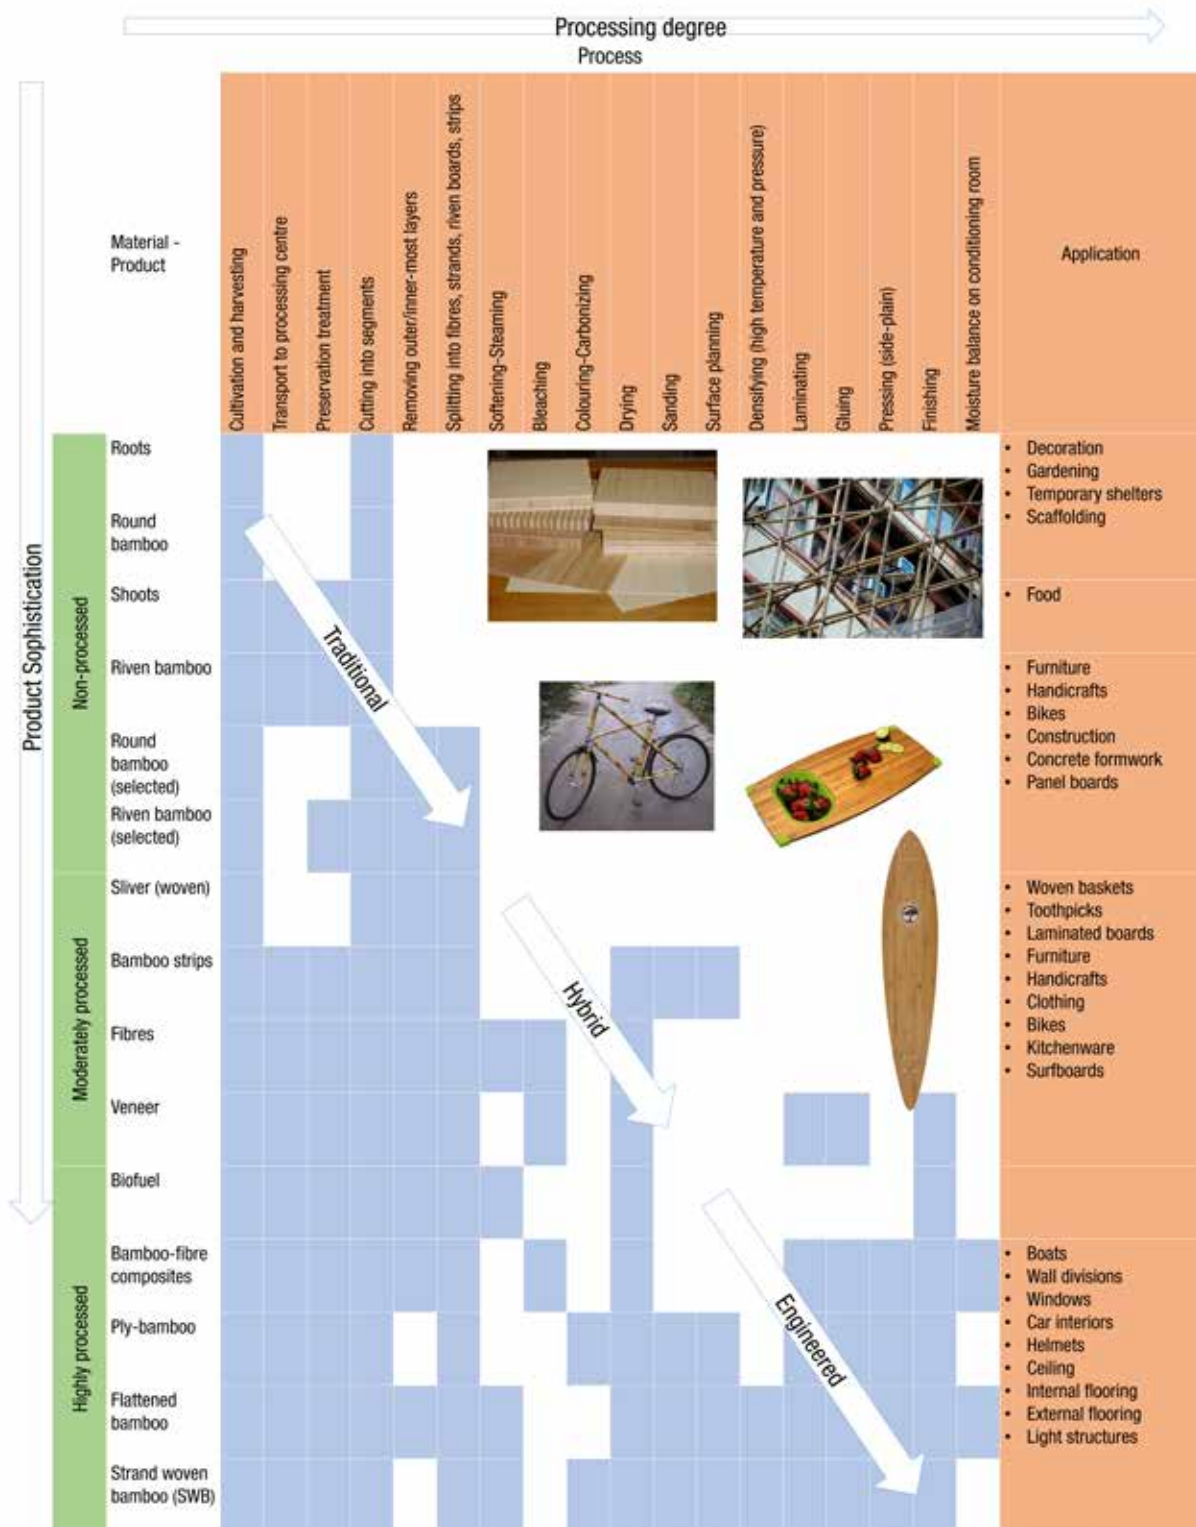 Processing degree
Process
Product Sophistication
Material -
Product
Cultivation and harvesting
Transport to processing centre
Preservation treatment
Cutting into segments
Removing outer/inner-most layers
Splitting into fibres, strands, riven boards, strips
Softening-Steaming
Bleaching
Colouring-Carbonizing
Drying
Sanding
Surface planning
Densifying (high temperature and pressure)
Laminating
Gluing
Pressing (side-plain)
Finishing
Moisture balance on conditioning room
Application
Non-processed
Roots
Round
bamboo
• Decoration
• Gardening
• Temporary shelters
• Scaffolding
Shoots
• Food
Riven bamboo
Round
bamboo
(selected)
Riven bamboo
(selected)
• Furniture
• Handicrafts
• Bikes
• Construction
• Concrete formwork
• Panel boards
Traditional
Moderately processed
Sliver (woven)
Bamboo strips
Fibres
Veneer
• Woven baskets
• Toothpicks
• Laminated boards
• Furniture
• Handicrafts
• Clothing
• Bikes
• Kitchenware
• Surfboards
Hybrid
Highly processed
Biofuel
Bamboo-fibre
composites
Ply-bamboo
Flattened
bamboo
Strand woven
bamboo (SWB)
• Boats
• Wall divisions
• Windows
• Car interiors
• Helmets
• Ceiling
• Internal flooring
• External flooring
• Light structures
Engineered